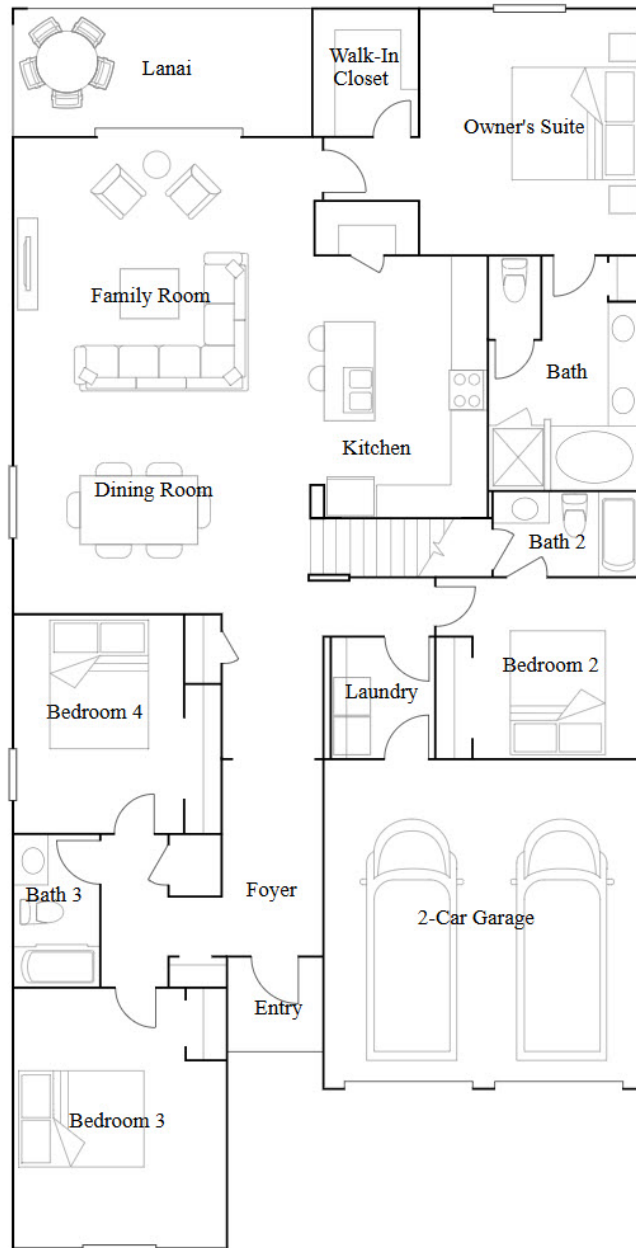 Walk-In
Closet
Lanai
Owner's Suite
Family Room
Bath
Kitchen
Dining Room
Bath 2
Bedroom 2
Laundry
Bedroom 4
Bath 3
Foyer
2-Car Garage
Entry
Bedroom 3